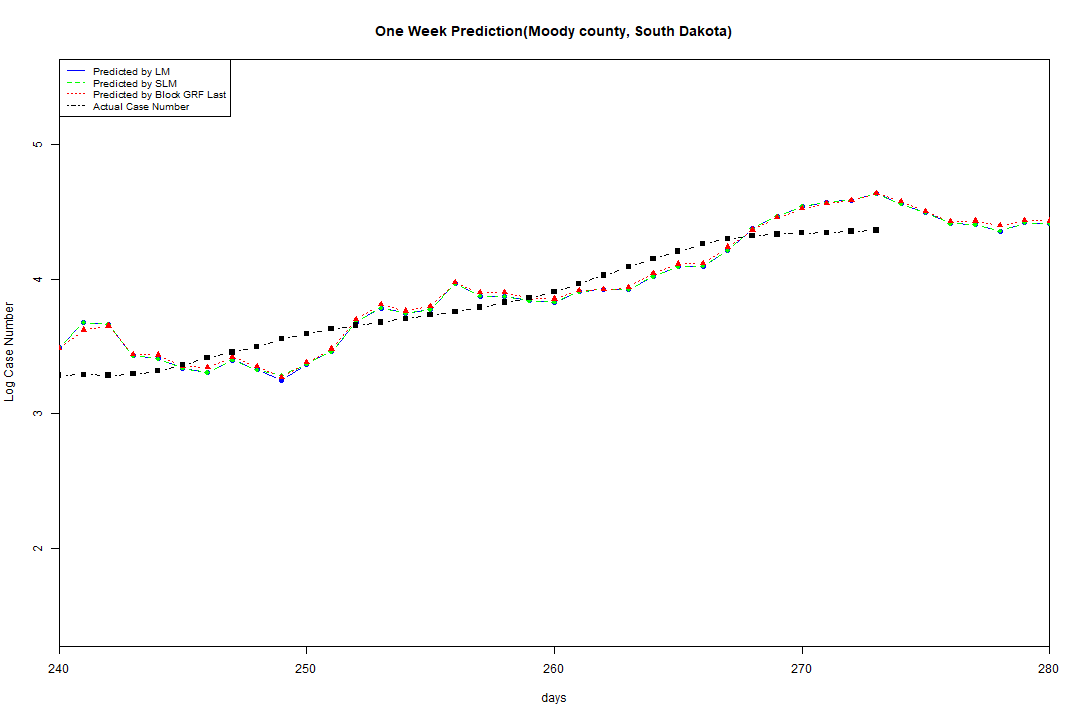 One Week Prediction(Moody county, South Dakota)
Predicted by LM
Predicted by SLM
Predicted by Block GRF Last
Actual Case Number
5
4
3
2
Log Case Number
240 250 260 270 280
days